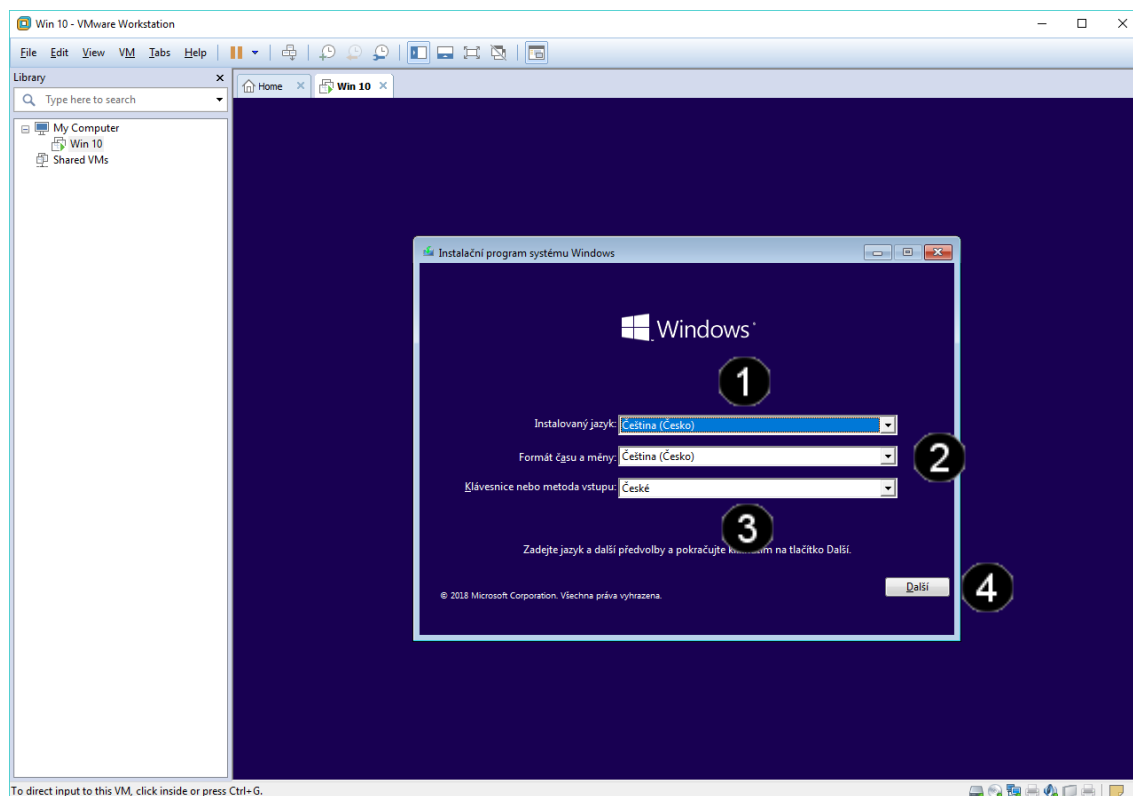 Win 10 - VMware Workstation
File Edit View VM Tabs Help
Library
Type here to search
Home
Win 10
My Computer
Win 10
Shared VMs
Instalační program systému Windows
Windows
1
Instalovaný jazyk: Čeština (Česko)
Formát času a měny: Čeština (Česko)
2
Klávesnice nebo metoda vstupu: České
3
Zadejte jazyk a další předvolby a pokračujte na tlačítko Další.
Další
4
© 2018 Microsoft Corporation. Všechna práva vyhrazena.
To direct input to this VM, click inside or press Ctrl+G.